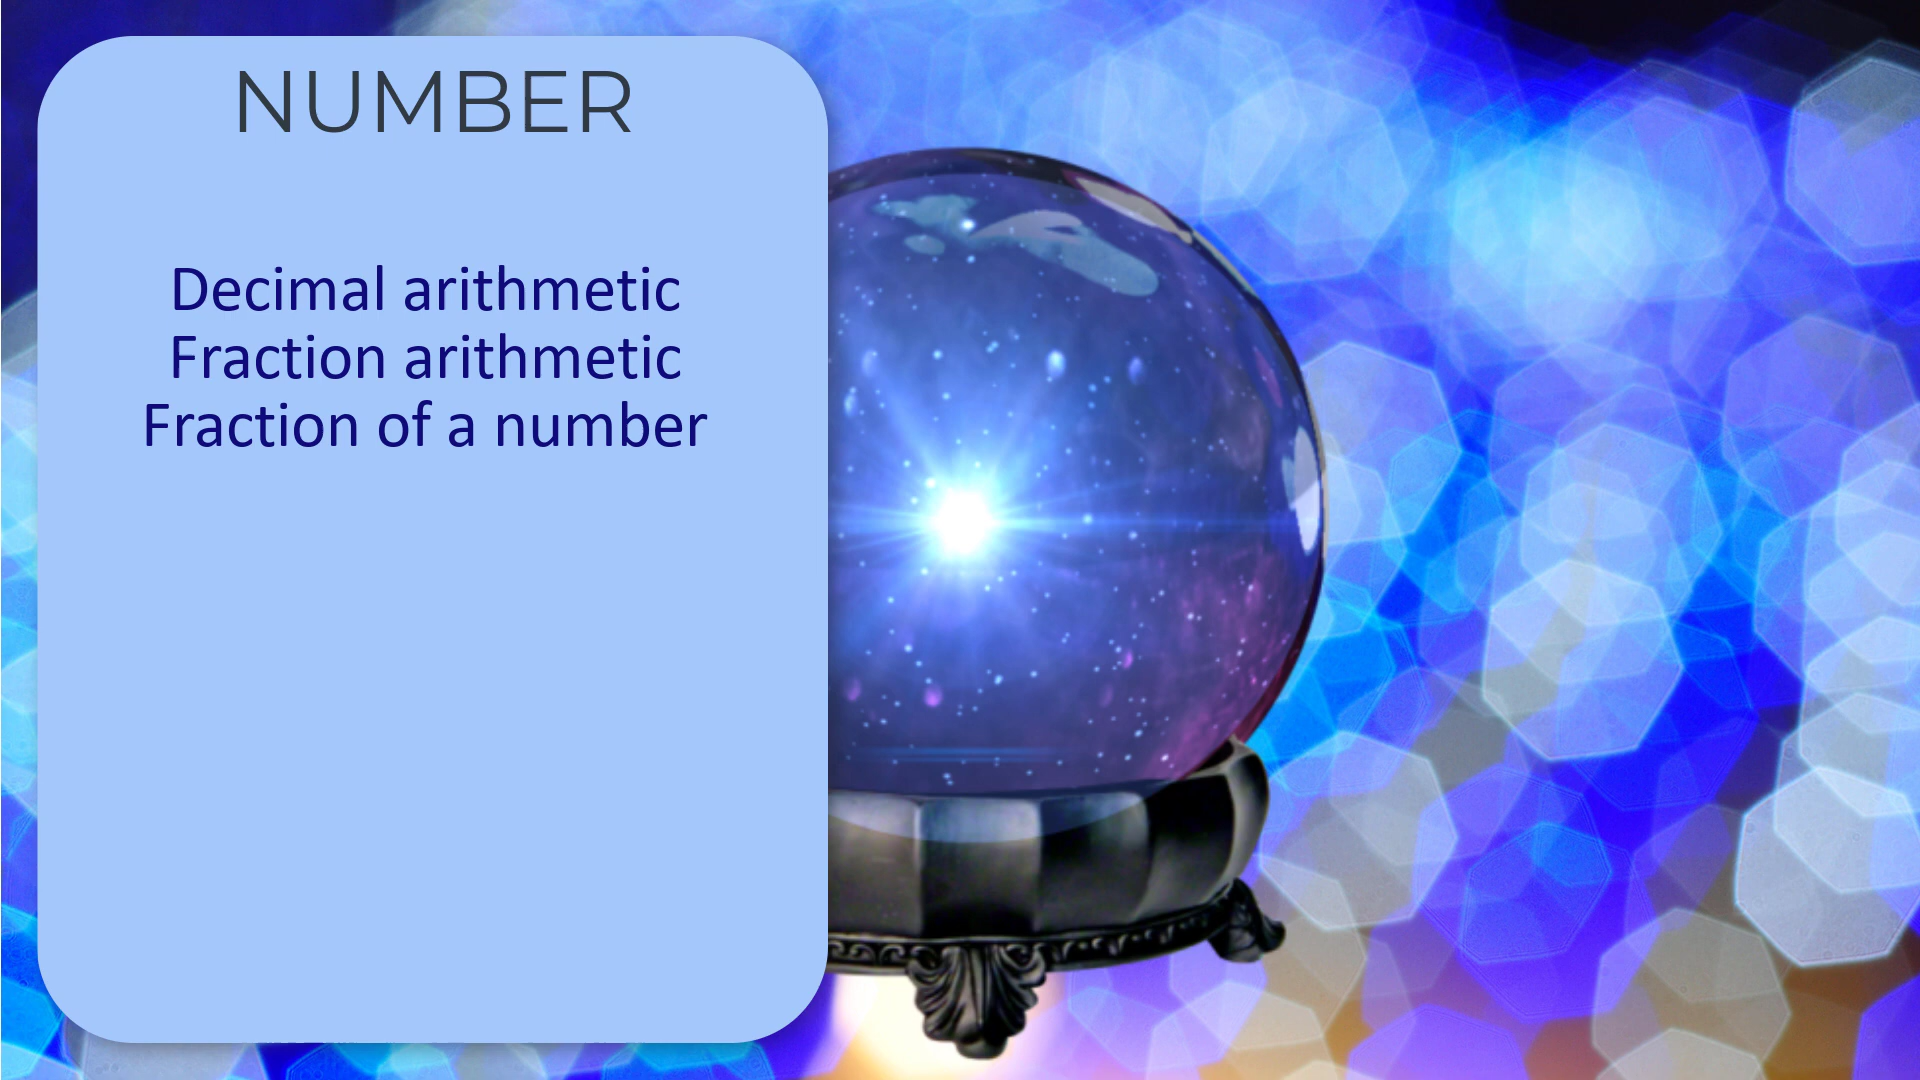 NUMBER
Decimal arithmetic
Fraction arithmetic
Fraction of a number